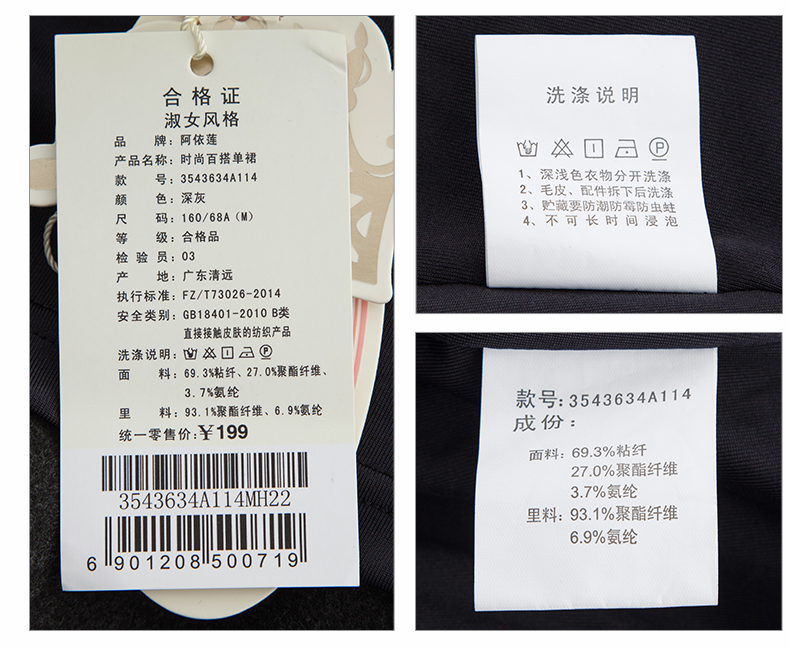 合格证
淑女风格
品 牌：阿依莲
产品名称：时尚百搭单裙
款 号：3543634A114
颜 色：深灰
尺 码：160/68A（M）
等 级：合格品
检 验 员：03
产 地：广东清远
执行标准：FZ/T73026-2014
安全类别：GB18401-2010 B类
直接接触皮肤的纺织产品
洗涤说明：
面 料：69.3%粘纤、27.0%聚酯纤维、
3.7%氨纶
里 料：93.1%聚酯纤维、6.9%氨纶
统一零售价：￥199
3543634A114MH22
6 901208 500719
洗涤说明
1、深浅色衣物分开洗涤
2、毛皮、配件拆下后洗涤
3、贮藏要防潮防霉防虫蛀
4、不可长时间浸泡
款号：3543634A114
成份：
面料：69.3%粘纤
27.0%聚酯纤维
3.7%氨纶
里料：93.1%聚酯纤维
6.9%氨纶